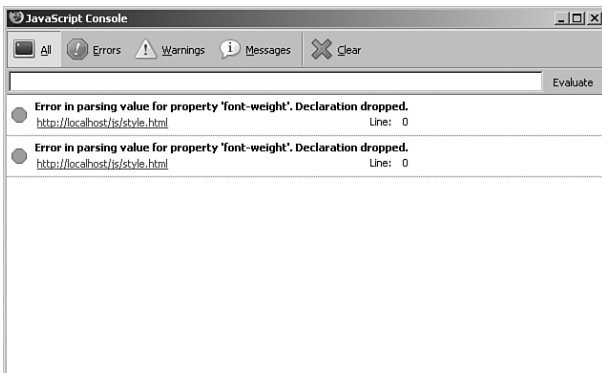 JavaScript Console
All Errors Warnings Messages Clear
Evaluate
Error in parsing value for property 'font-weight'. Declaration dropped.
http://localhost/js/style.html Line: 0
Error in parsing value for property 'font-weight'. Declaration dropped.
http://localhost/js/style.html Line: 0